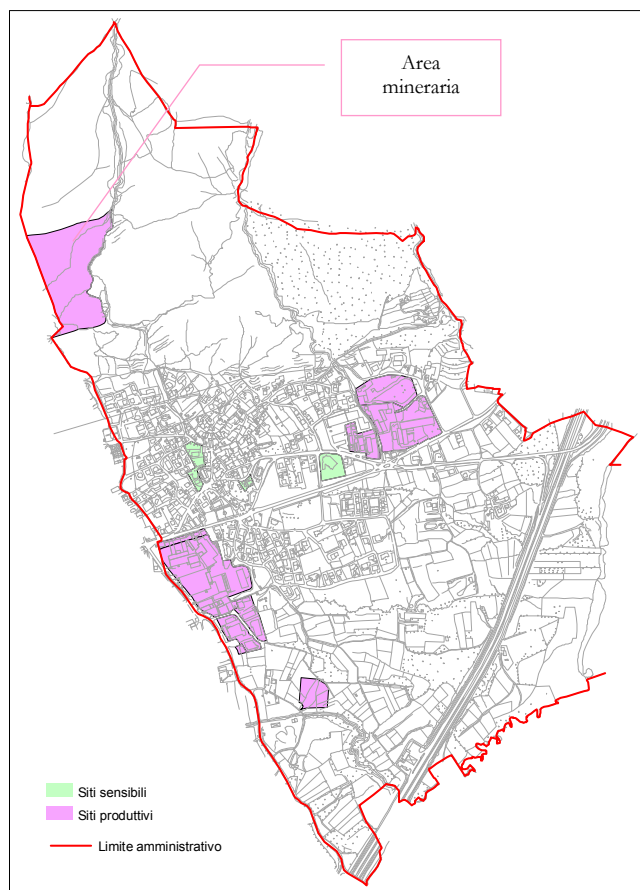 Area
mineraria
Siti sensibili
Siti produttivi
Limite amministrativo